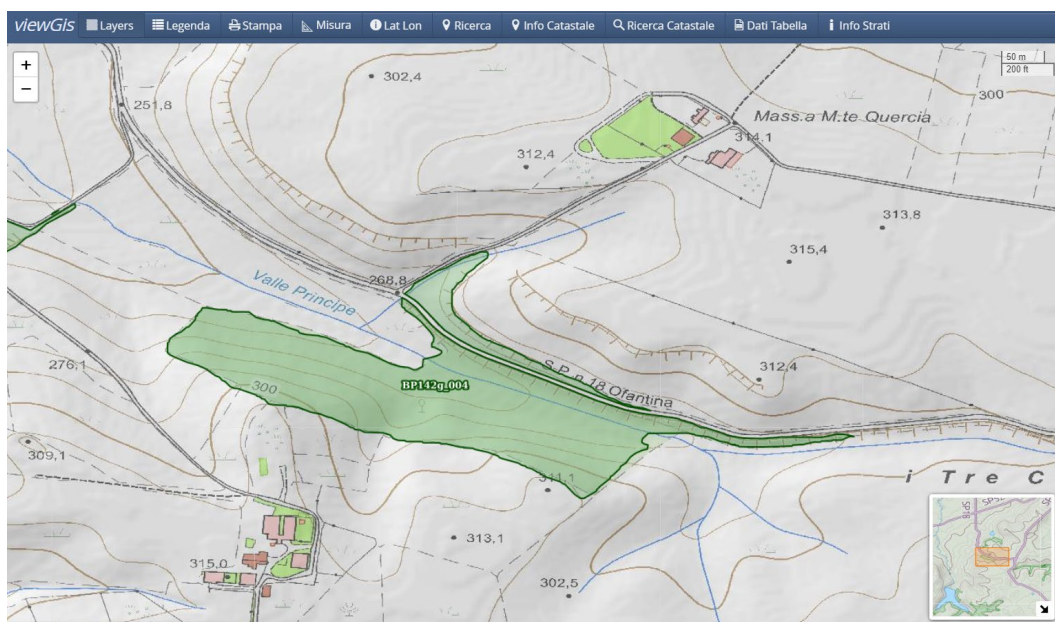 viewGis Layers Legenda Stampa Misura Lat Lon Ricerca Info Catastale Ricerca Catastale Dati Tabella Info Strati
+
−
50 m
200 ft
302,4
300
251,8
Mass.a M.te Quercia
314,1
312,4
313,8
315,4
268,8
Valle Principe
276,1
S.P. n.18 Ofantina
312,4
BP142g_004
300
309,1
311,1
i Tre C
SP18
313,1
315,0
302,5